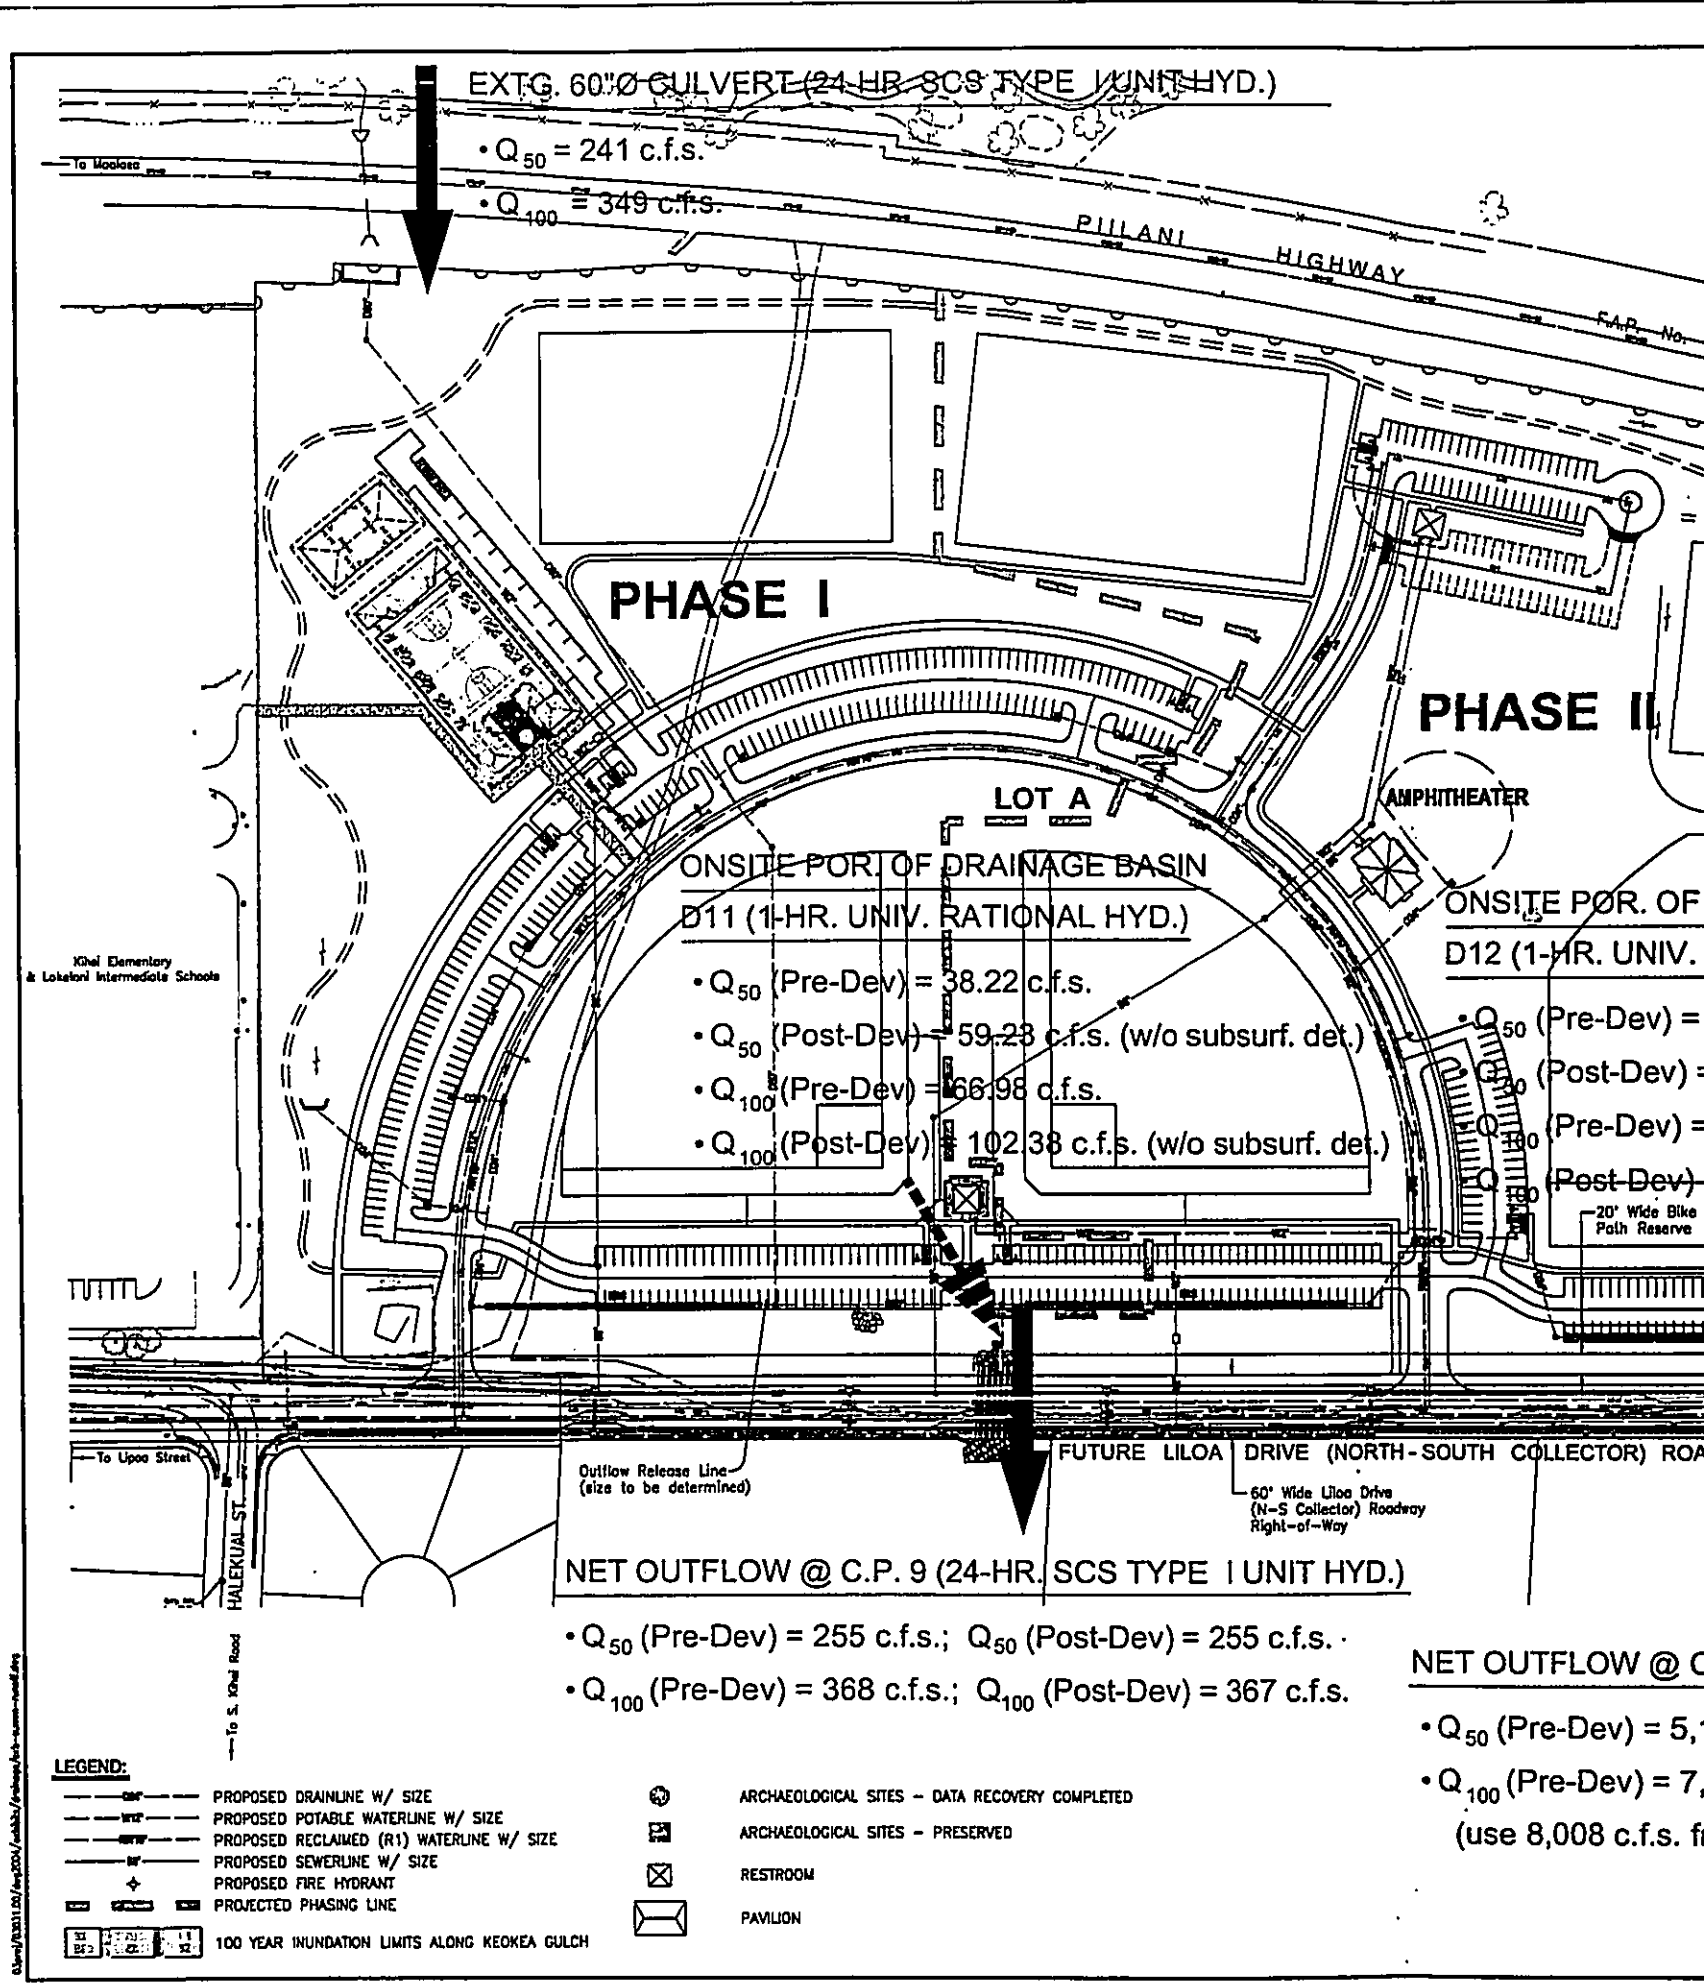 EXTG. 60"Ø CULVERT (24-HR SCS TYPE I UNIT HYD.)
• Q50 = 241 c.f.s.
• Q100 = 349 c.f.s.
To Maalaea
PIILANI HIGHWAY
F.A.P. No.
PHASE I
PHASE II
LOT A
AMPHITHEATER
ONSITE POR. OF DRAINAGE BASIN
D11 (1-HR. UNIV. RATIONAL HYD.)
• Q50 (Pre-Dev) = 38.22 c.f.s.
• Q50 (Post-Dev) = 59.23 c.f.s. (w/o subsurf. det.)
• Q100 (Pre-Dev) = 66.98 c.f.s.
• Q100 (Post-Dev) = 102.38 c.f.s. (w/o subsurf. det.)
ONSITE POR. OF
D12 (1-HR. UNIV.
• Q50 (Pre-Dev) =
• Q50 (Post-Dev) =
• Q100 (Pre-Dev) =
• Q100 (Post-Dev)
Kihei Elementary
& Lokelani Intermediate Schools
20' Wide Bike
Path Reserve
To Upoa Street
HALEKUAI ST.
To S. Kihei Road
Outflow Release Line
(size to be determined)
FUTURE LILOA DRIVE (NORTH-SOUTH COLLECTOR) ROA
60' Wide Liloa Drive
(N-S Collector) Roadway
Right-of-Way
NET OUTFLOW @ C.P. 9 (24-HR. SCS TYPE I UNIT HYD.)
• Q50 (Pre-Dev) = 255 c.f.s.; Q50 (Post-Dev) = 255 c.f.s.
• Q100 (Pre-Dev) = 368 c.f.s.; Q100 (Post-Dev) = 367 c.f.s.
NET OUTFLOW @ C
• Q50 (Pre-Dev) = 5,1
• Q100 (Pre-Dev) = 7,
(use 8,008 c.f.s. fr
LEGEND:
PROPOSED DRAINLINE W/ SIZE
PROPOSED POTABLE WATERLINE W/ SIZE
PROPOSED RECLAIMED (R1) WATERLINE W/ SIZE
PROPOSED SEWERLINE W/ SIZE
PROPOSED FIRE HYDRANT
PROJECTED PHASING LINE
100 YEAR INUNDATION LIMITS ALONG KEOKEA GULCH
ARCHAEOLOGICAL SITES - DATA RECOVERY COMPLETED
ARCHAEOLOGICAL SITES - PRESERVED
RESTROOM
PAVILION